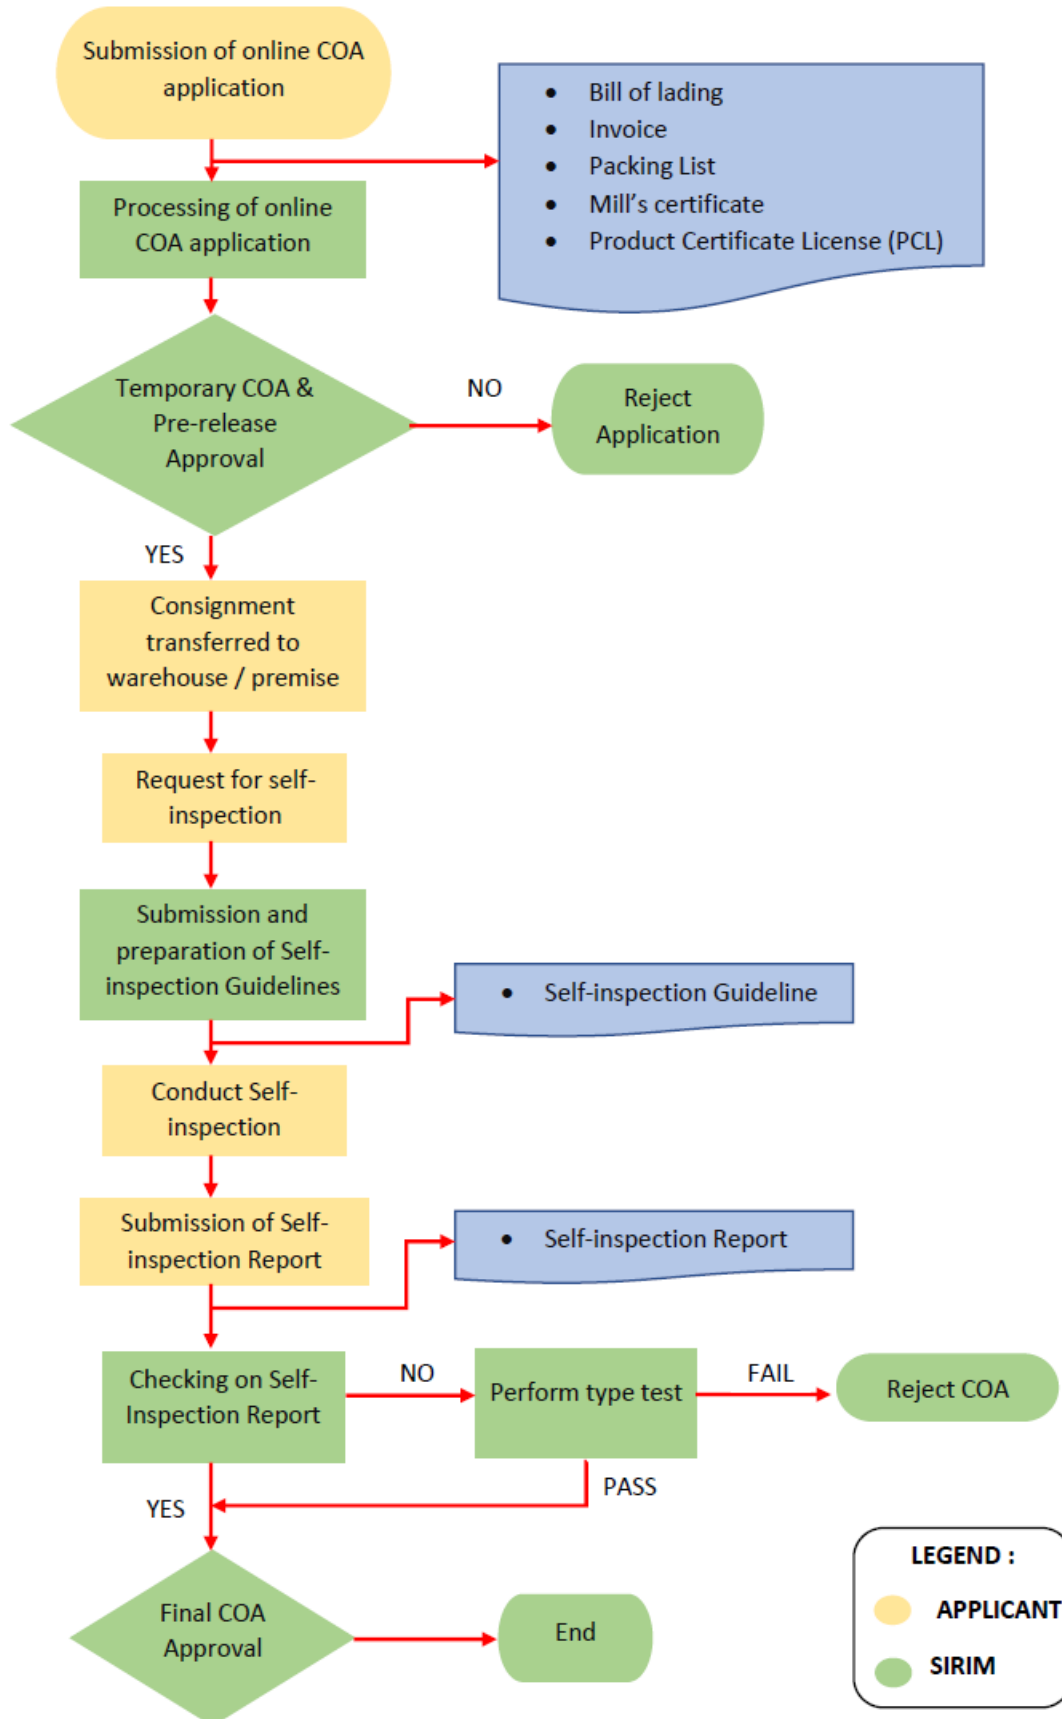 Submission of online COA
application
• Bill of lading
• Invoice
• Packing List
• Mill's certificate
• Product Certificate License (PCL)
Processing of online
COA application
Temporary COA &
Pre-release
Approval
NO
Reject
Application
YES
Consignment
transferred to
warehouse / premise
Request for self-
inspection
Submission and
preparation of Self-
inspection Guidelines
• Self-inspection Guideline
Conduct Self-
inspection
Submission of Self-
inspection Report
• Self-inspection Report
Checking on Self-
Inspection Report
NO
Perform type test
FAIL
Reject COA
YES
PASS
Final COA
Approval
End
LEGEND :
APPLICANT
SIRIM